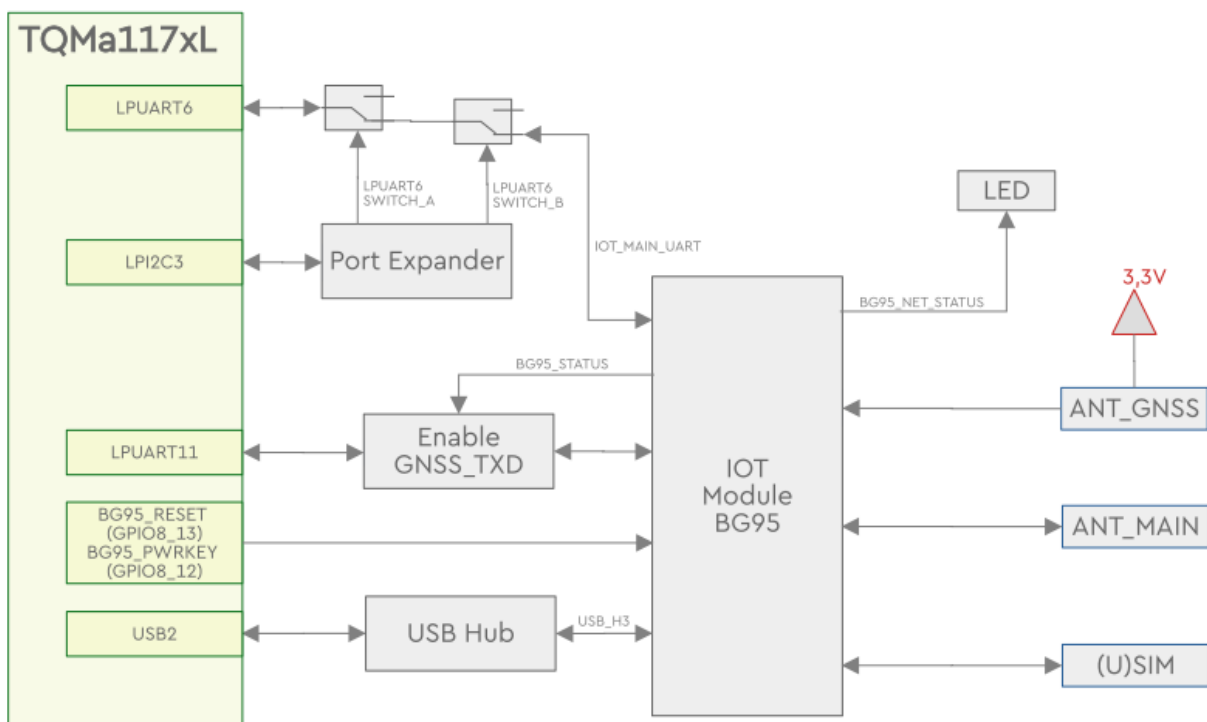 TQMa117xL
LPUART6
LPUART6
SWITCH_A
LPUART6
SWITCH_B
LED
LPI2C3
Port Expander
IOT_MAIN_UART
3,3V
BG95_NET_STATUS
BG95_STATUS
ANT_GNSS
LPUART11
Enable
GNSS_TXD
IOT
Module
BG95
BG95_RESET
(GPIO8_13)
BG95_PWRKEY
(GPIO8_12)
ANT_MAIN
USB2
USB Hub
USB_H3
(U)SIM